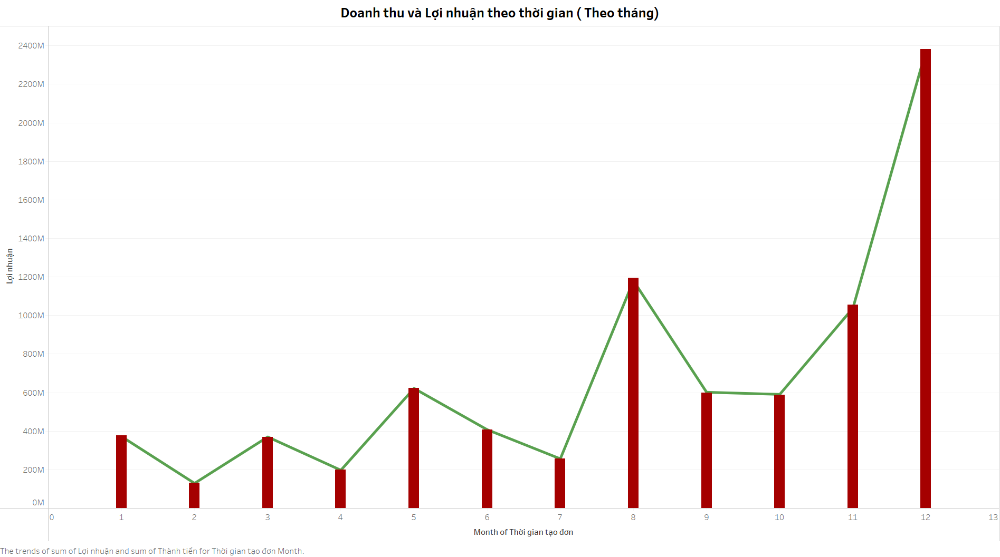 Doanh thu và Lợi nhuận theo thời gian ( Theo tháng)
2400M
2200M
2000M
1800M
1600M
1400M
1200M
1000M
800M
600M
400M
200M
0M
Lợi nhuận
0 1 2 3 4 5 6 7 8 9 10 11 12 13
Month of Thời gian tạo đơn
The trends of sum of Lợi nhuận and sum of Thành tiền for Thời gian tạo đơn Month.